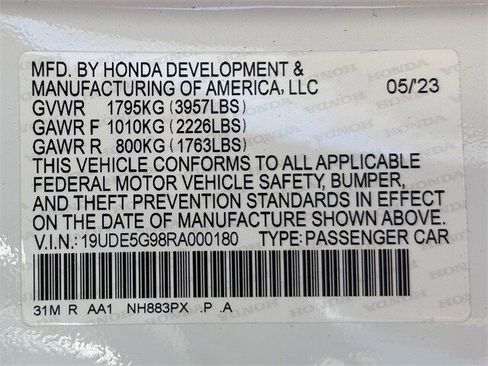 MFD. BY HONDA DEVELOPMENT &
MANUFACTURING OF AMERICA, LLC 05/'23
GVWR 1795KG (3957LBS)
GAWR F 1010KG (2226LBS)
GAWR R 800KG (1763LBS)
THIS VEHICLE CONFORMS TO ALL APPLICABLE
FEDERAL MOTOR VEHICLE SAFETY, BUMPER,
AND THEFT PREVENTION STANDARDS IN EFFECT
ON THE DATE OF MANUFACTURE SHOWN ABOVE.
V.I.N.: 19UDE5G98RA000180 TYPE: PASSENGER CAR
31M R AA1 NH883PX .P .A